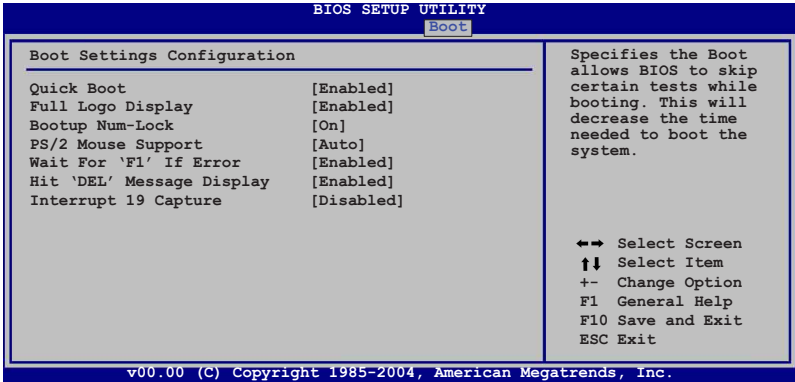 BIOS SETUP UTILITY
Boot
Boot Settings Configuration
Quick Boot [Enabled]
Full Logo Display [Enabled]
Bootup Num-Lock [On]
PS/2 Mouse Support [Auto]
Wait For ‘F1’ If Error [Enabled]
Hit ‘DEL’ Message Display [Enabled]
Interrupt 19 Capture [Disabled]
Specifies the Boot
allows BIOS to skip
certain tests while
booting. This will
decrease the time
needed to boot the
system.
←→ Select Screen
↑↓ Select Item
+- Change Option
F1 General Help
F10 Save and Exit
ESC Exit
v00.00 (C) Copyright 1985-2004, American Megatrends, Inc.